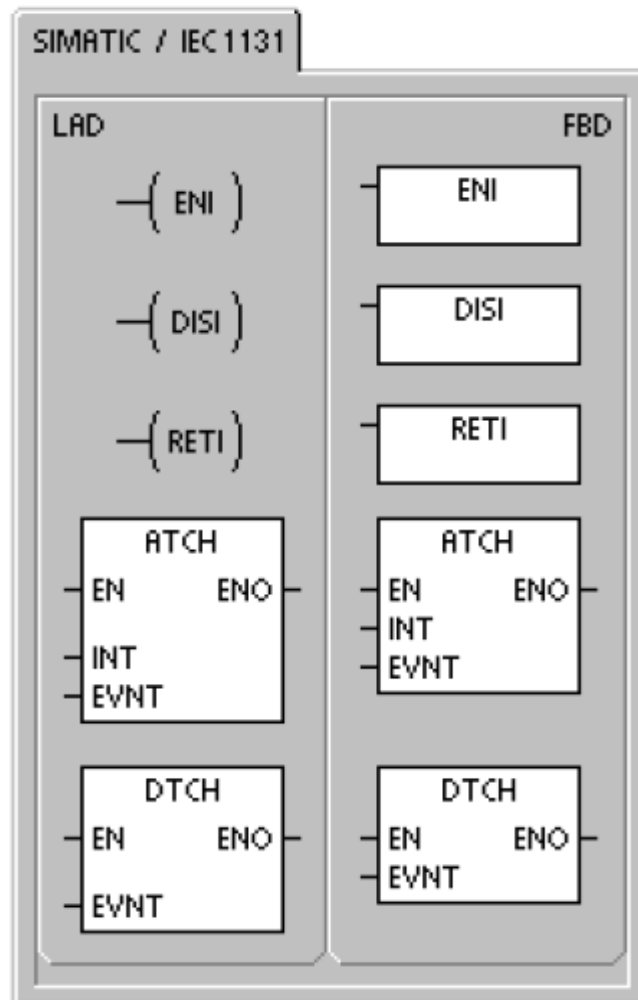 SIMATIC / IEC1131
LAD
ENI
DISI
RETI
ATCH
EN ENO
INT
EVNT
DTCH
EN ENO
EVNT
FBD
ENI
DISI
RETI
ATCH
EN ENO
INT
EVNT
DTCH
EN ENO
EVNT